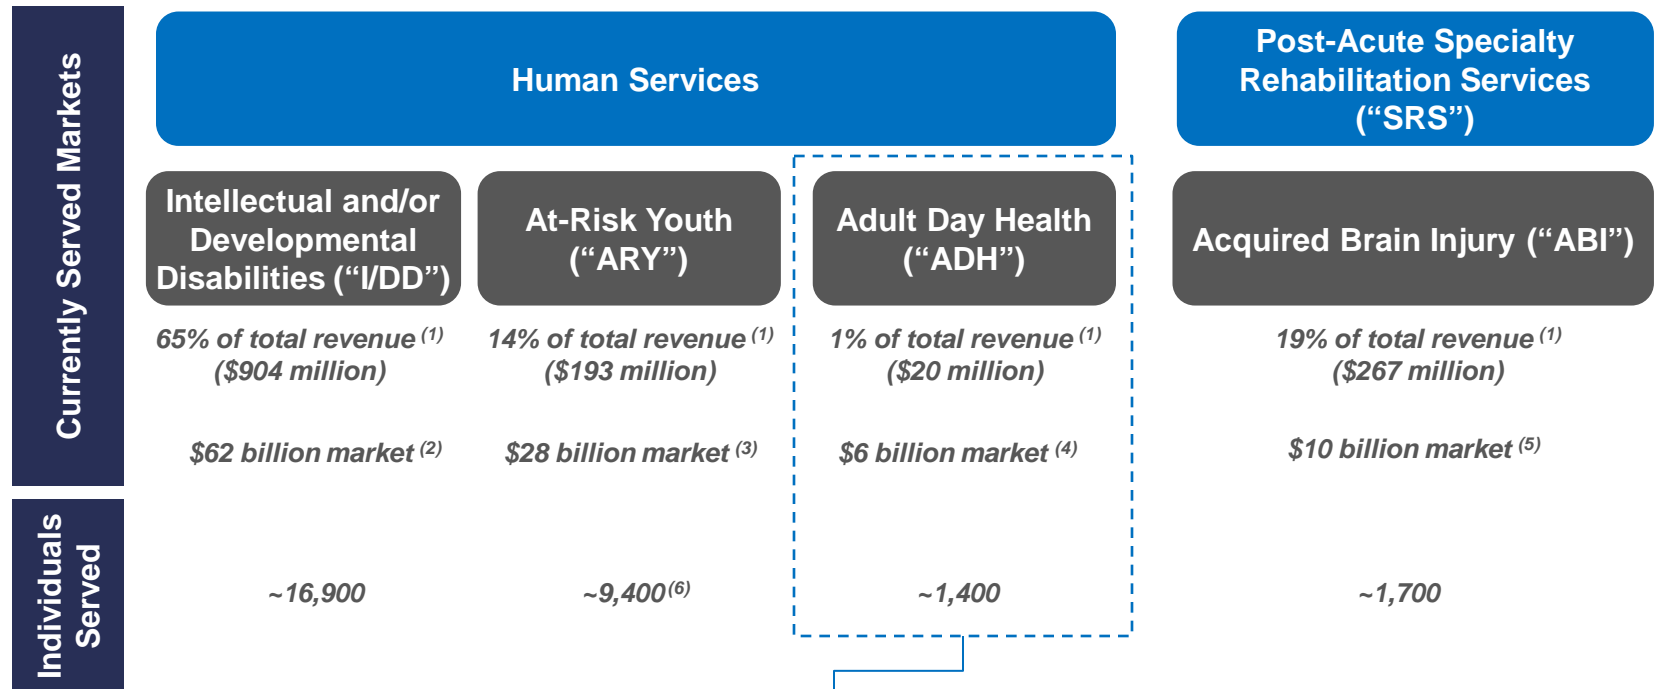 Currently Served Markets
Human Services
Post-Acute Specialty
Rehabilitation Services
(“SRS”)
Intellectual and/or
Developmental
Disabilities (“I/DD”)
At-Risk Youth
(“ARY”)
Adult Day Health
(“ADH”)
Acquired Brain Injury (“ABI”)
65% of total revenue (1)
($904 million)
14% of total revenue (1)
($193 million)
1% of total revenue (1)
($20 million)
19% of total revenue (1)
($267 million)
$62 billion market (2)
$28 billion market (3)
$6 billion market (4)
$10 billion market (5)
Individuals
Served
~16,900
~9,400 (6)
~1,400
~1,700